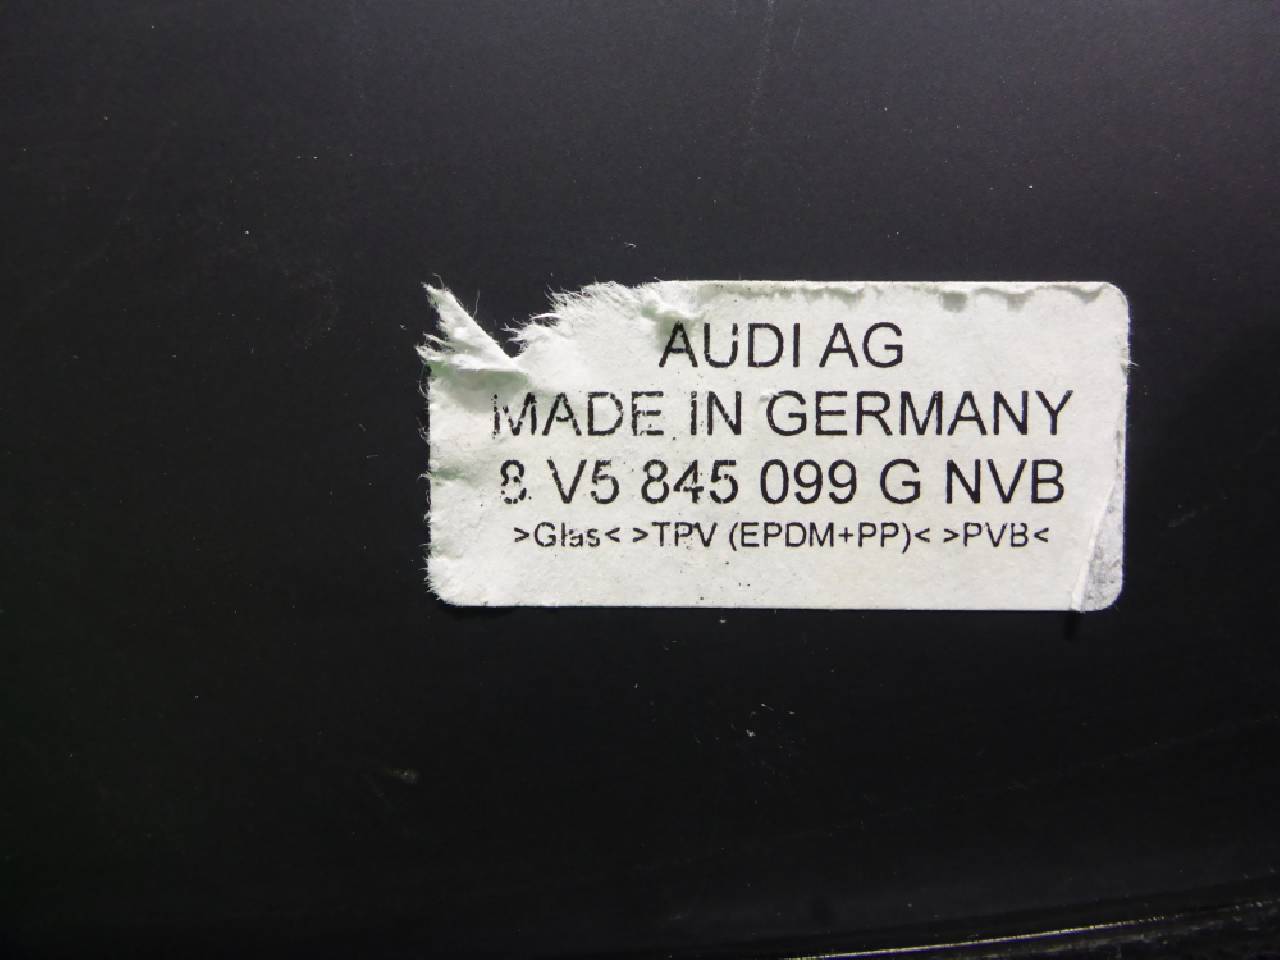 AUDI AG
MADE IN GERMANY
8 V5 845 099 G NVB
>Glas< >TPV (EPDM+PP)< >PVB<